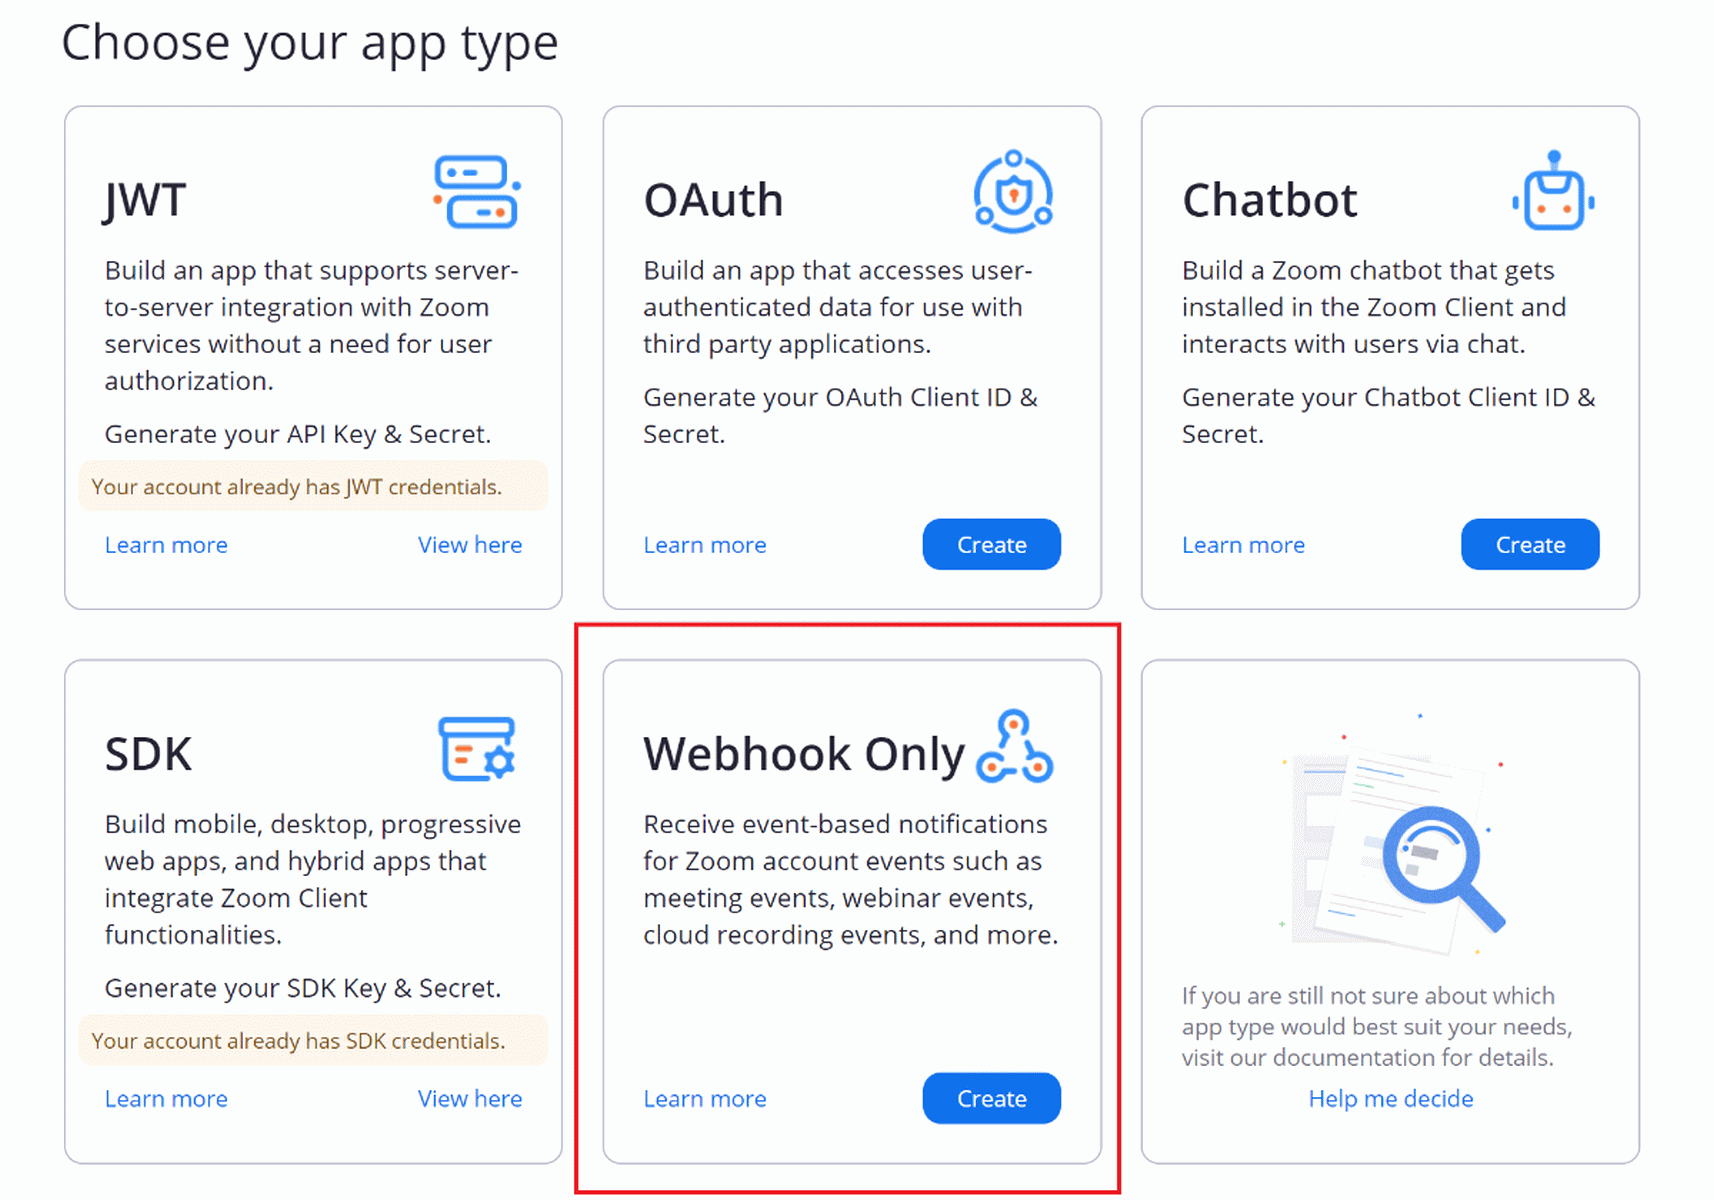 Choose your app type
JWT
Build an app that supports server-
to-server integration with Zoom
services without a need for user
authorization.
Generate your API Key & Secret.
Your account already has JWT credentials.
Learn more
View here
OAuth
Build an app that accesses user-
authenticated data for use with
third party applications.
Generate your OAuth Client ID &
Secret.
Learn more
Create
Chatbot
Build a Zoom chatbot that gets
installed in the Zoom Client and
interacts with users via chat.
Generate your Chatbot Client ID &
Secret.
Learn more
Create
SDK
Build mobile, desktop, progressive
web apps, and hybrid apps that
integrate Zoom Client
functionalities.
Generate your SDK Key & Secret.
Your account already has SDK credentials.
Learn more
View here
Webhook Only
Receive event-based notifications
for Zoom account events such as
meeting events, webinar events,
cloud recording events, and more.
Learn more
Create
If you are still not sure about which
app type would best suit your needs,
visit our documentation for details.
Help me decide